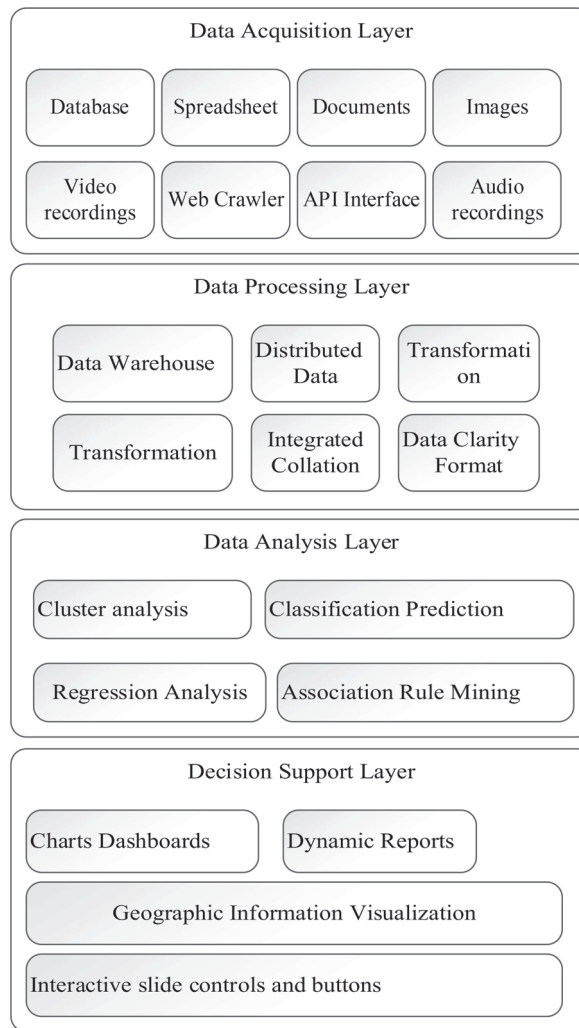 Data Acquisition Layer
Database Spreadsheet Documents Images
Video
recordings
Web Crawler
API Interface
Audio
recordings
Data Processing Layer
Data Warehouse
Distributed
Data
Transformati
on
Transformation
Integrated
Collation
Data Clarity
Format
Data Analysis Layer
Cluster analysis
Classification Prediction
Regression Analysis
Association Rule Mining
Decision Support Layer
Charts Dashboards
Dynamic Reports
Geographic Information Visualization
Interactive slide controls and buttons